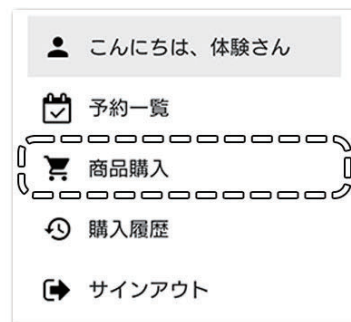 こんにちは、体験さん
予約一覧
商品購入
購入履歴
サインアウト